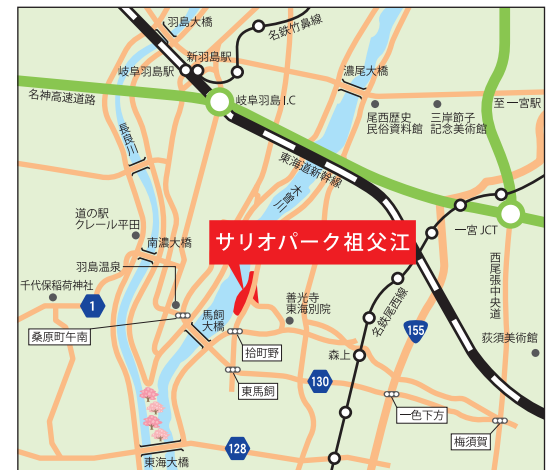 羽島大橋
名鉄竹鼻線
新羽島駅
岐阜羽島駅
濃尾大橋
名神高速道路
岐阜羽島I.C
尾西歴史
民俗資料館
三岸節子
記念美術館
至一宮駅
長良川
東海道新幹線
木曽川
道の駅
クレール平田
南濃大橋
サリオパーク祖父江
一宮JCT
羽島温泉
千代保稲荷神社
1
桑原町午南
馬飼
大橋
善光寺
東海別院
名鉄尾西線
西尾張中央道
155
荻須美術館
拾町野
森上
東馬飼
130
一色下方
梅須賀
128
東海大橋